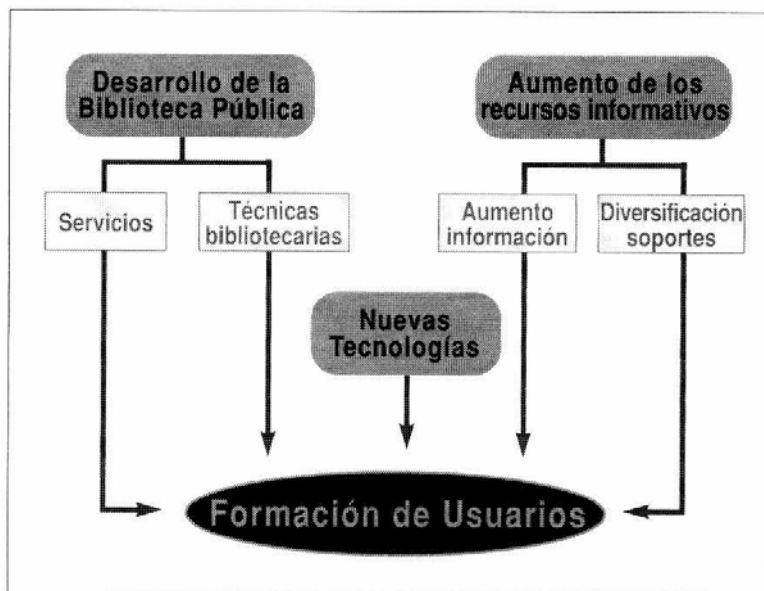 Desarrollo de la
Biblioteca Pública
Aumento de los
recursos informativos
Servicios
Técnicas
bibliotecarias
Aumento
información
Diversificación
soportes
Nuevas
Tecnologías
Formación de Usuarios